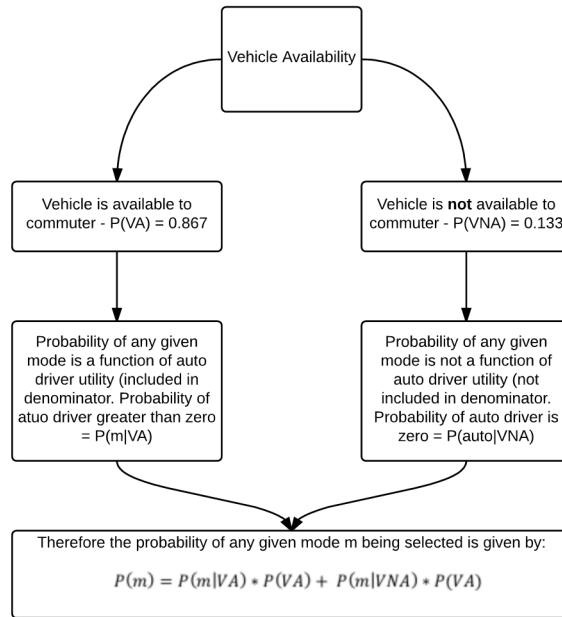 Vehicle Availability
Vehicle is available to
commuter - P(VA) = 0.867
Vehicle is not available to
commuter - P(VNA) = 0.133
Probability of any given
mode is a function of auto
driver utility (included in
denominator. Probability of
atuo driver greater than zero
= P(m|VA)
Probability of any given
mode is not a function of
auto driver utility (not
included in denominator.
Probability of auto driver is
zero = P(auto|VNA)
Therefore the probability of any given mode m being selected is given by:
P(m) = P(m|VA) * P(VA) + P(m|VNA) * P(VA)